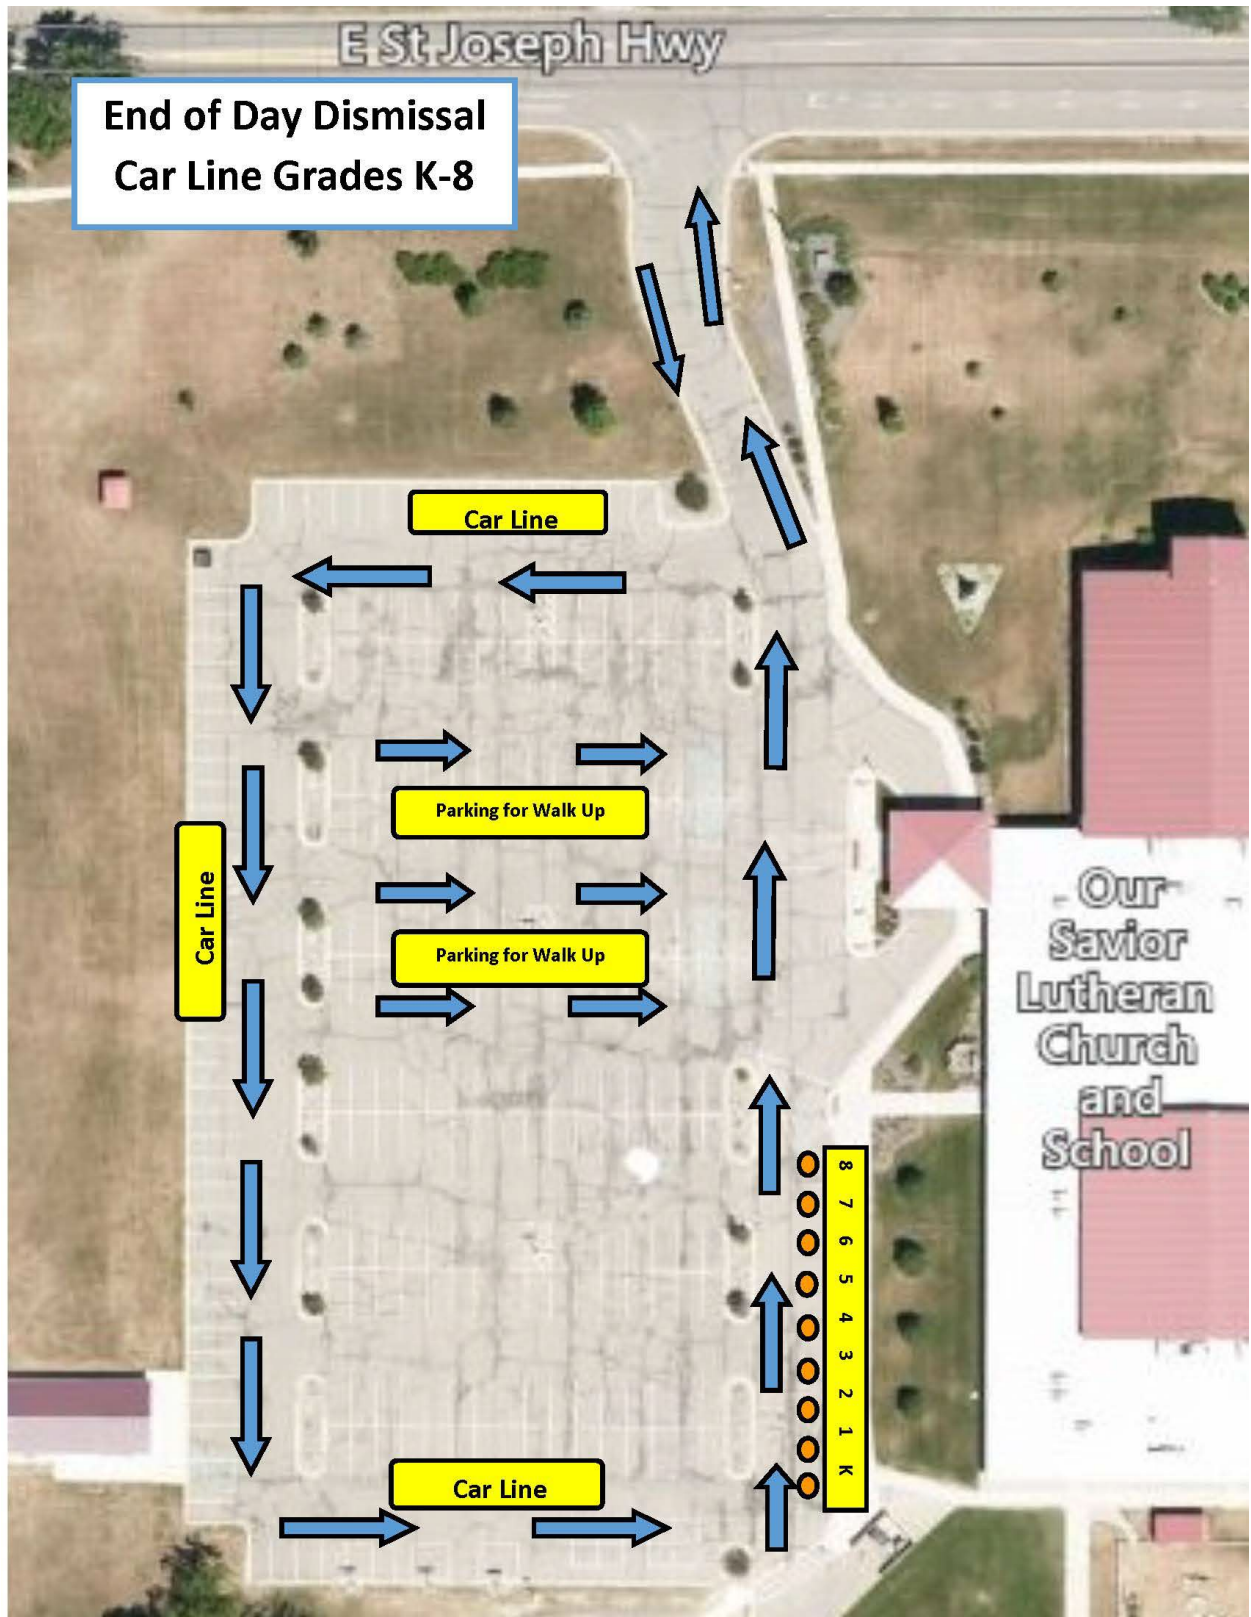 E St Joseph Hwy
End of Day Dismissal
Car Line Grades K-8
Car Line
Parking for Walk Up
Car Line
Parking for Walk Up
Our
Savior
Lutheran
Church
and
School
8
7
6
5
4
3
2
1
K
Car Line